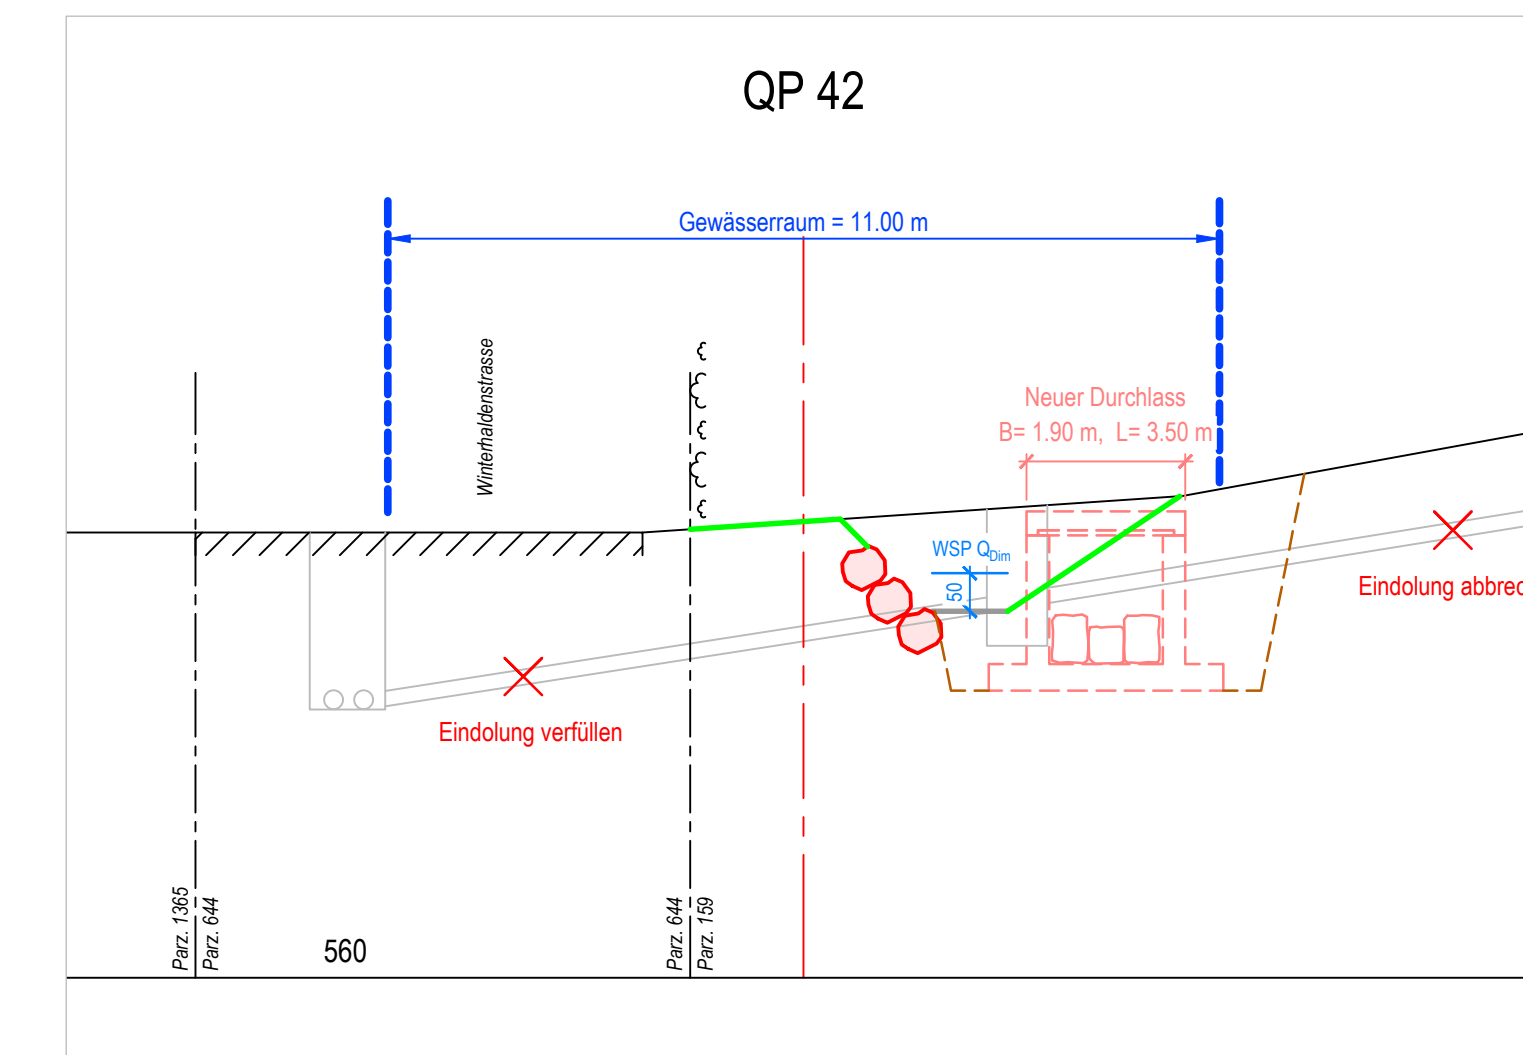 QP 42
Gewässerraum = 11.00 m
Winterhaldenstrasse
Neuer Durchlass
B= 1.90 m, L= 3.50 m
WSP QDim
50
Eindolung verfüllen
Parz. 1365
Parz. 644
560
Parz. 644
Parz. 159